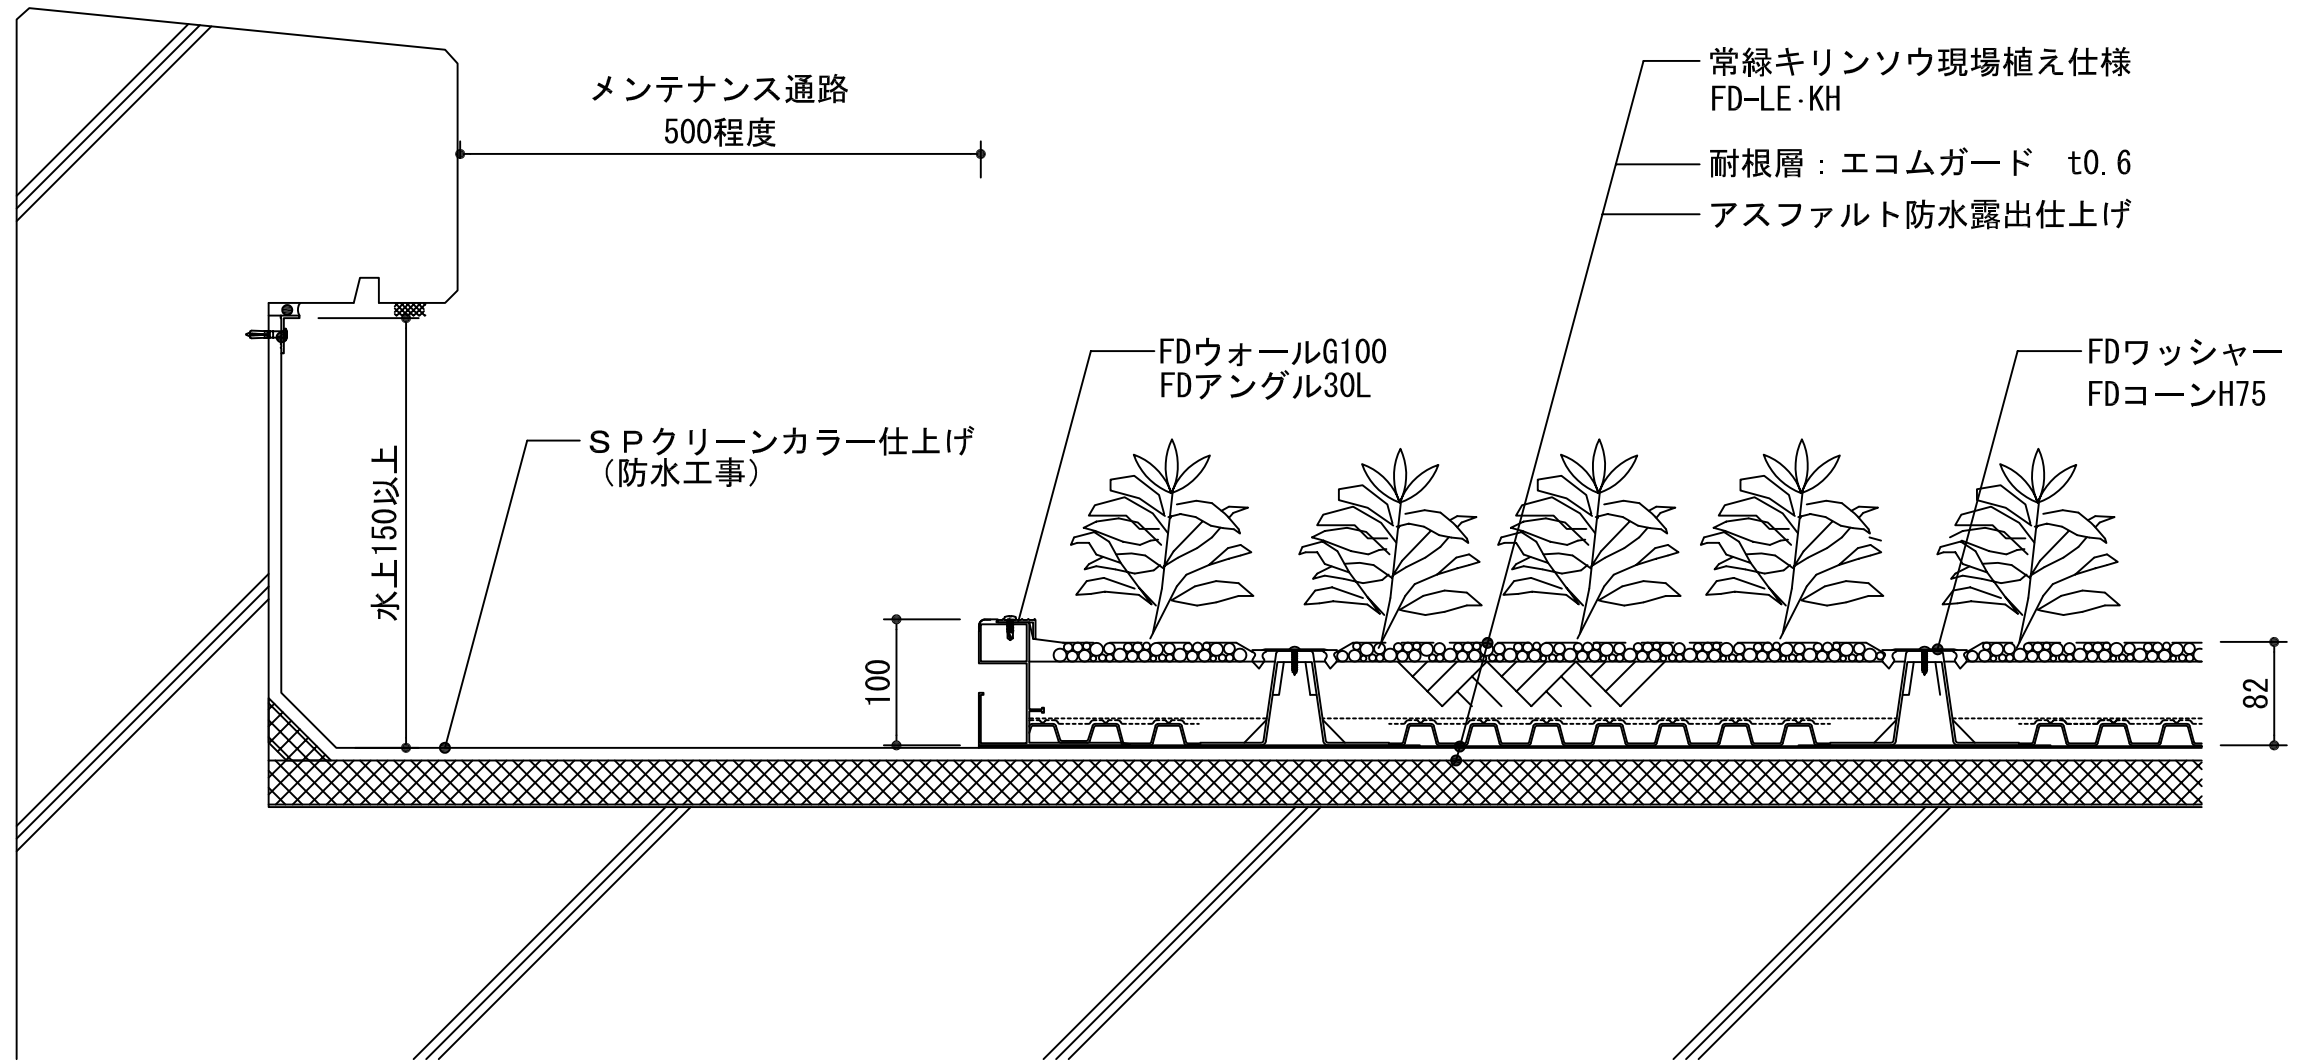 メンテナンス通路
500程度
常緑キリンソウ現場植え仕様
FD-LE·KH
耐根層：エコムガード　t0.6
アスファルト防水露出仕上げ
FDウォールG100
FDアングル30L
FDワッシャー
FDコーンH75
ＳＰクリーンカラー仕上げ
（防水工事）
水上150以上
100
82